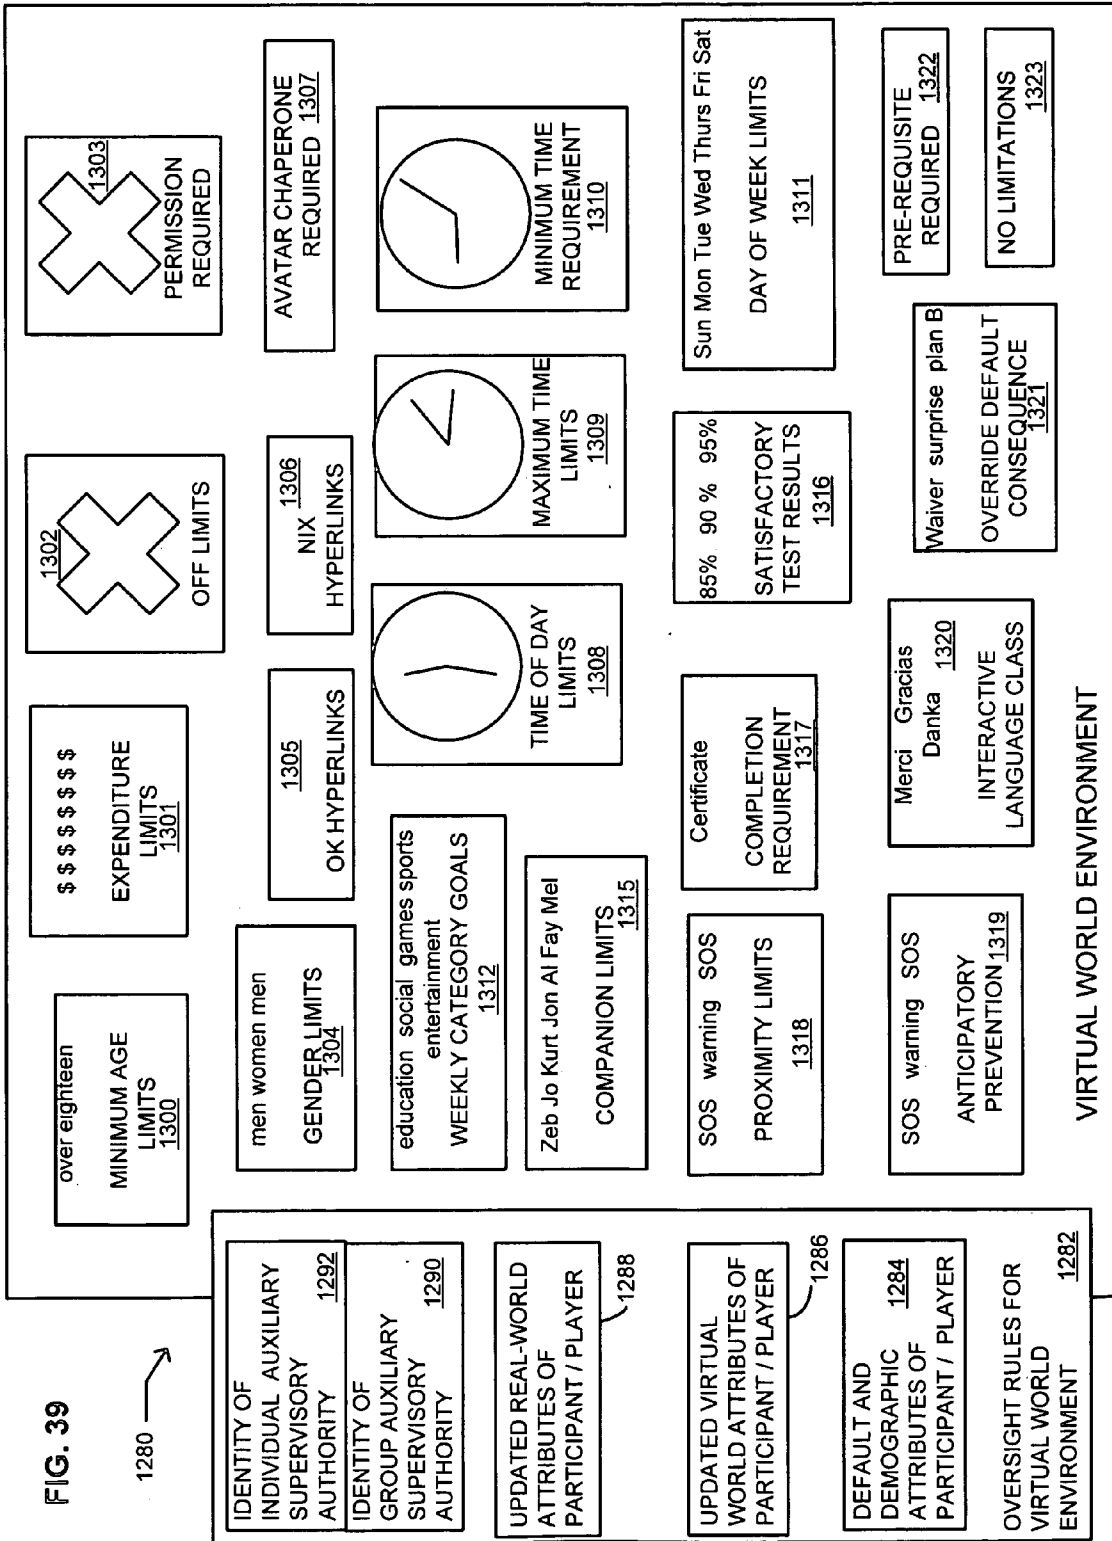 FIG. 39
1280
IDENTITY OF
INDIVIDUAL AUXILIARY
SUPERVISORY
AUTHORITY
1292
IDENTITY OF
GROUP AUXILIARY
SUPERVISORY
AUTHORITY
1290
UPDATED REAL-WORLD
ATTRIBUTES OF
PARTICIPANT / PLAYER
1288
UPDATED VIRTUAL
WORLD ATTRIBUTES OF
PARTICIPANT / PLAYER
1286
DEFAULT AND
DEMOGRAPHIC 1284
ATTRIBUTES OF
PARTICIPANT / PLAYER
OVERSIGHT RULES FOR
VIRTUAL WORLD
ENVIRONMENT
1282
over eighteen
MINIMUM AGE
LIMITS
1300
$ $ $ $ $ $ $ $
EXPENDITURE
LIMITS
1301
1302
OFF LIMITS
1303
PERMISSION
REQUIRED
men women men
GENDER LIMITS
1304
1305
OK HYPERLINKS
1306
NIX
HYPERLINKS
AVATAR CHAPERONE
REQUIRED 1307
education social games sports
entertainment
WEEKLY CATEGORY GOALS
1312
TIME OF DAY
LIMITS
1308
MAXIMUM TIME
LIMITS
1309
MINIMUM TIME
REQUIREMENT
1310
Zeb Jo Kurt Jon Al Fay Mel
COMPANION LIMITS
1315
SOS warning SOS
PROXIMITY LIMITS
1318
Certificate
COMPLETION
REQUIREMENT
1317
85% 90 % 95%
SATISFACTORY
TEST RESULTS
1316
Sun Mon Tue Wed Thurs Fri Sat
DAY OF WEEK LIMITS
1311
SOS warning SOS
ANTICIPATORY
PREVENTION 1319
Merci Gracias
Danka 1320
INTERACTIVE
LANGUAGE CLASS
Waiver surprise plan B
OVERRIDE DEFAULT
CONSEQUENCE
1321
PRE-REQUISITE
REQUIRED 1322
NO LIMITATIONS
1323
VIRTUAL WORLD ENVIRONMENT